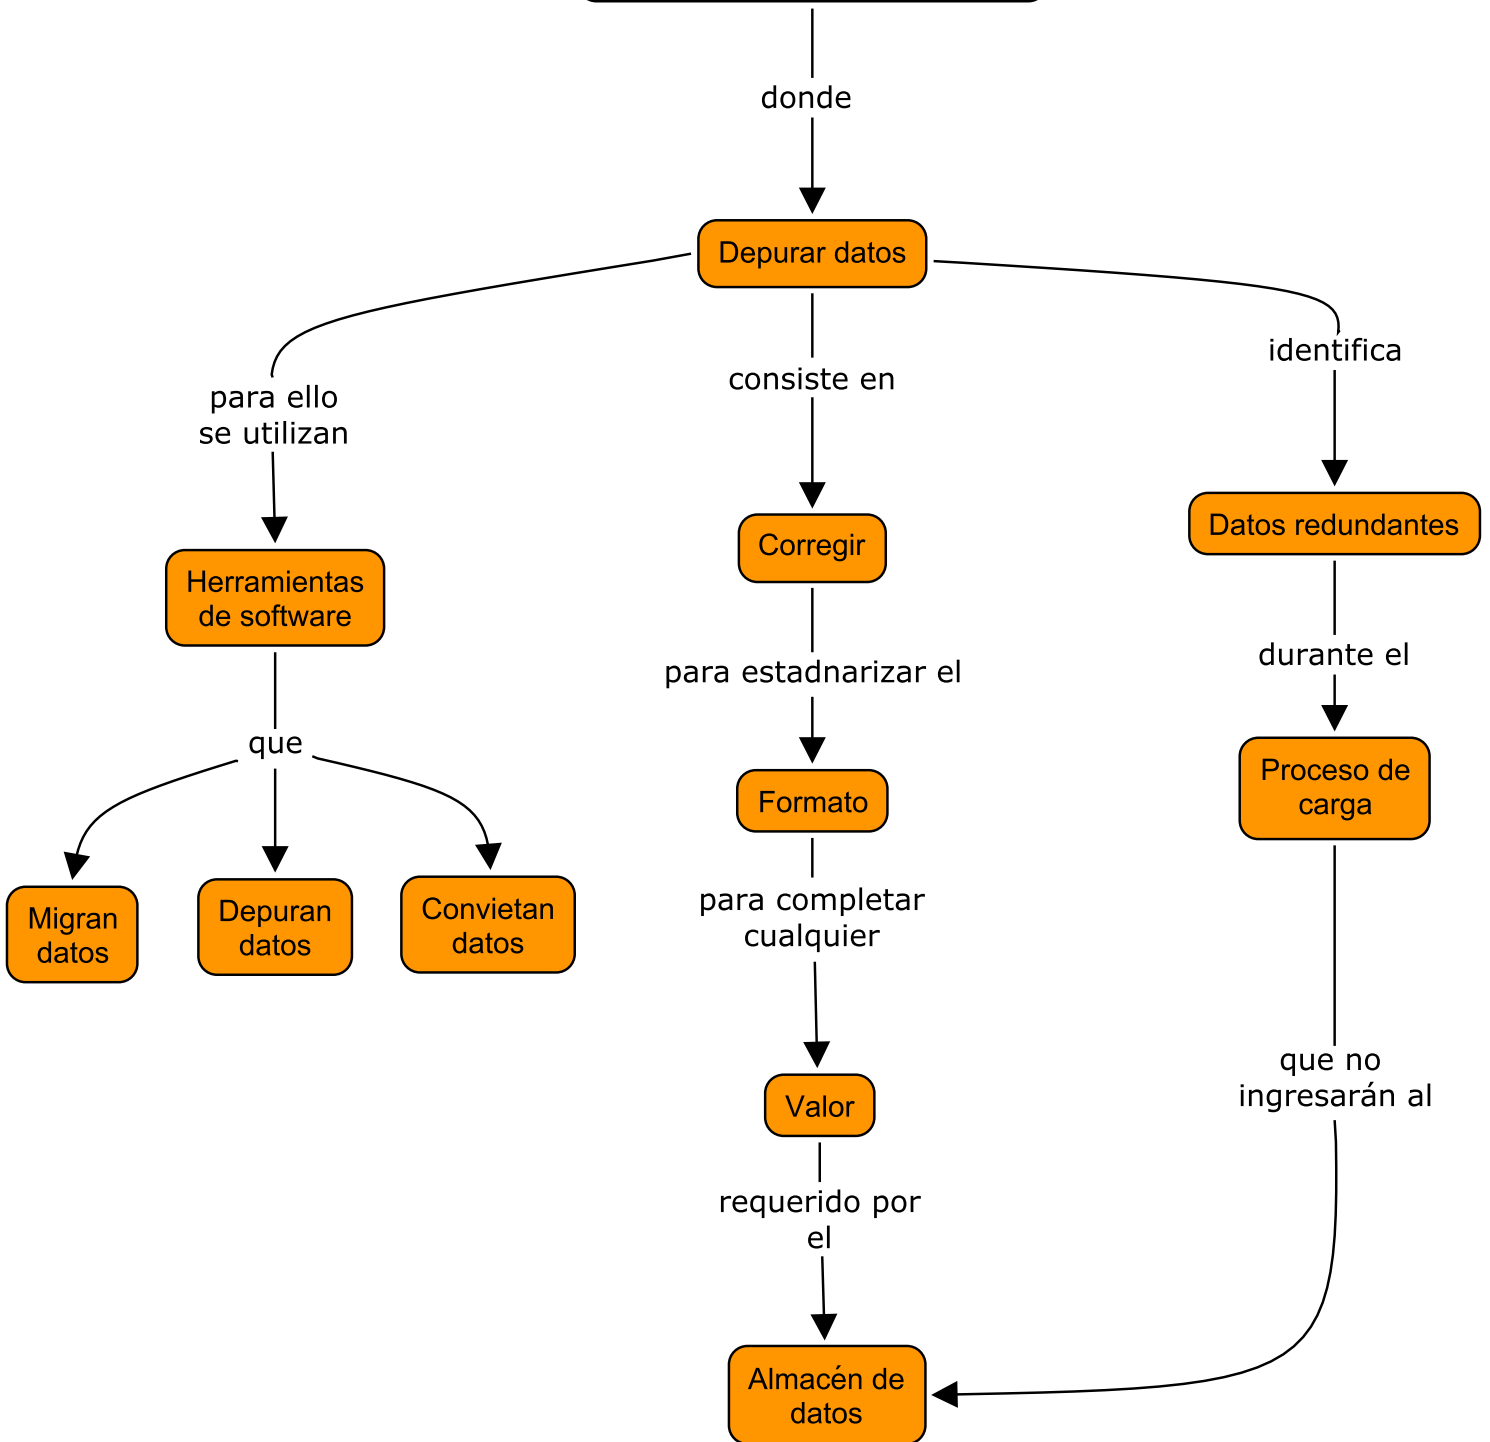 donde
Depurar datos
para ello
se utilizan
consiste en
identifica
Herramientas
de software
Corregir
Datos redundantes
que
para estadnarizar el
durante el
Migran
datos
Depuran
datos
Convietan
datos
Formato
Proceso de
carga
para completar
cualquier
Valor
que no
ingresarán al
requerido por
el
Almacén de
datos